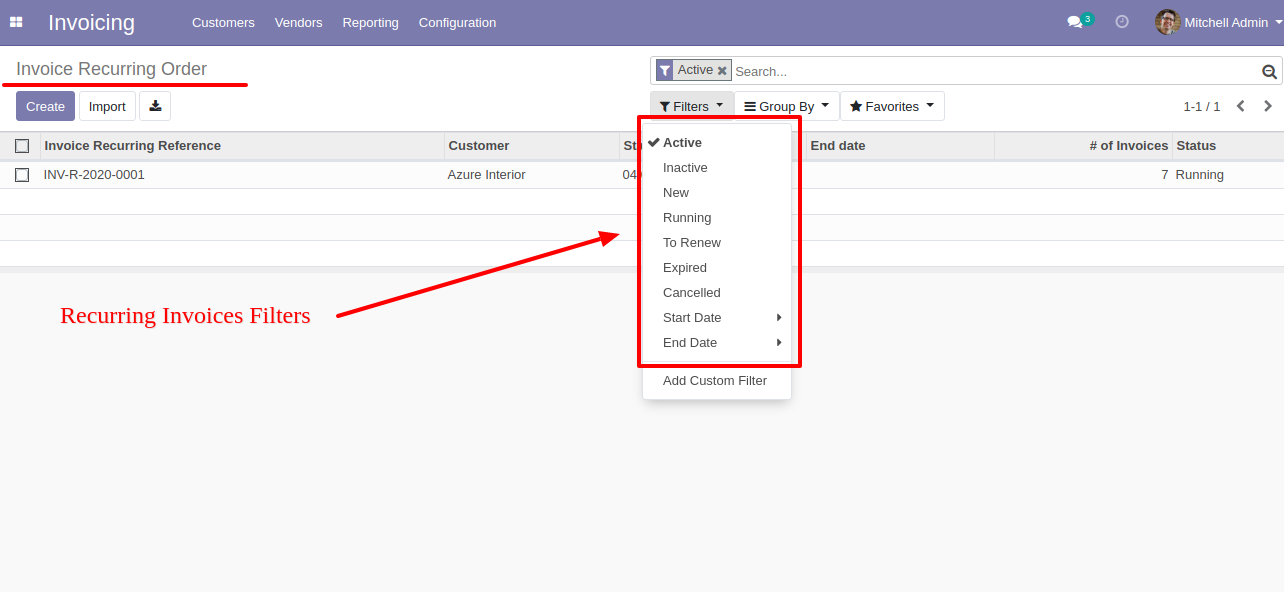 Invoicing Customers Vendors Reporting Configuration 3 Mitchell Admin
Invoice Recurring Order
Active Search...
Create Import Filters Group By Favorites 1-1 / 1
Invoice Recurring Reference Customer End date # of Invoices Status
INV-R-2020-0001 Azure Interior 7 Running
Active
Inactive
New
Running
To Renew
Expired
Cancelled
Start Date
End Date
Add Custom Filter
Recurring Invoices Filters